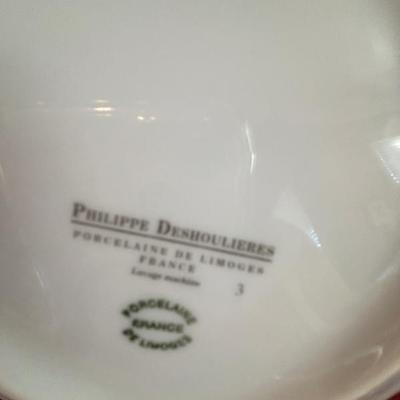 PHILIPPE DESHOULIERES
PORCELAINE DE LIMOGES
FRANCE
Lavage machine
3
PORCELAINE
FRANCE
DE LIMOGES